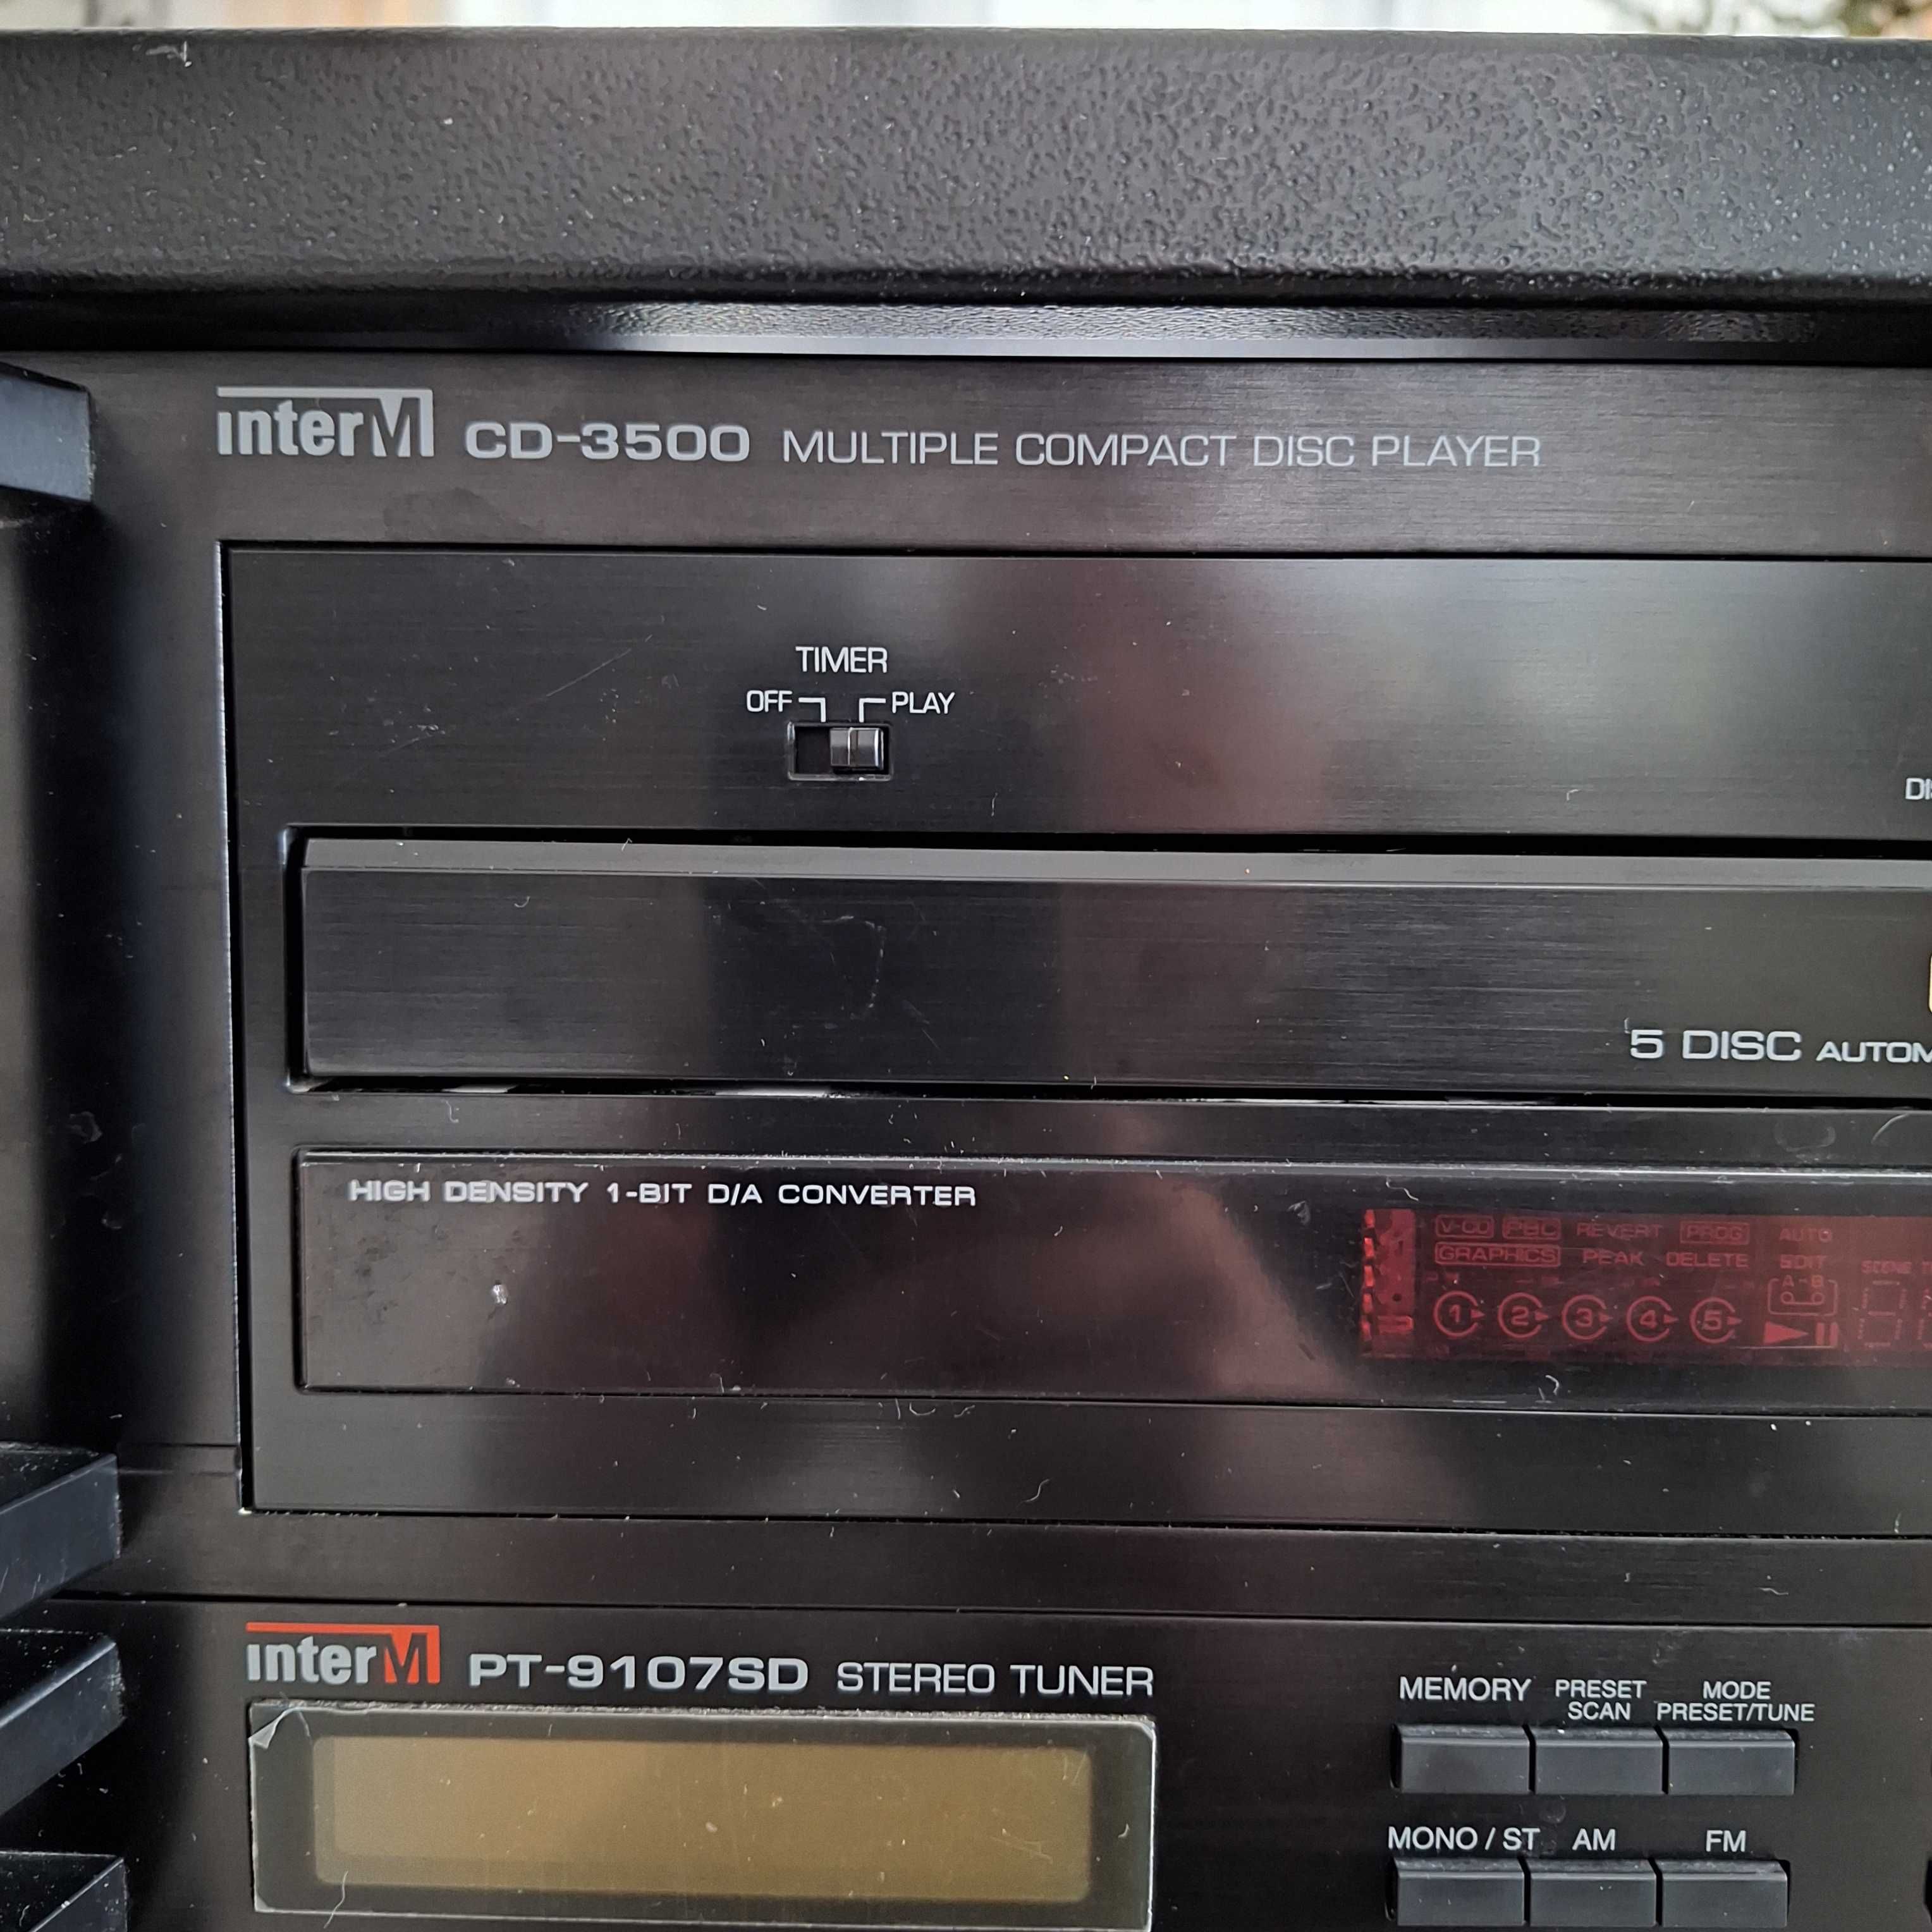 interM CD-3500 MULTIPLE COMPACT DISC PLAYER
TIMER
OFF PLAY
5 DISC
HIGH DENSITY 1-BIT D/A CONVERTER
V-CD PBC REVERT PROG AUTO
GRAPHICS PEAK DELETE EDIT SCENE
A-B
1 2 3 4 5
interM PT-9107SD STEREO TUNER
MEMORY PRESET SCAN MODE PRESET/TUNE
MONO / ST AM FM